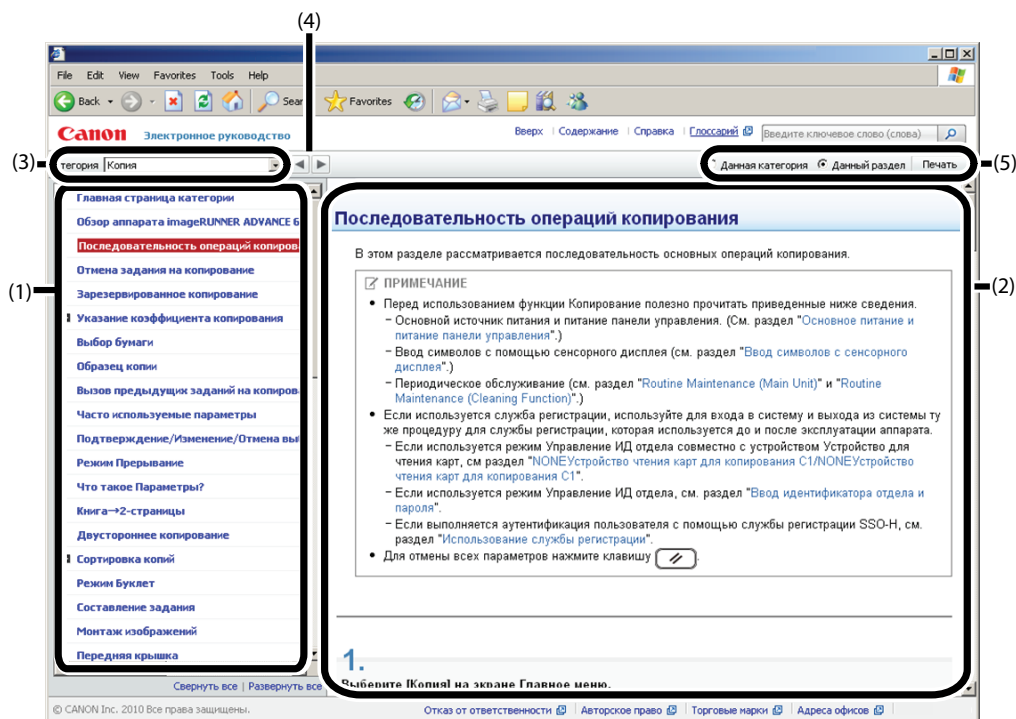 (4)
File Edit View Favorites Tools Help
Back Sear Favorites
Canon Электронное руководство
Вверх Содержание Справка Глоссарий Введите ключевое слово (слова)
(3) тегория Копия
Данная категория Данный раздел Печать (5)
Главная страница категории
Обзор аппарата imageRUNNER ADVANCE 6
Последовательность операций копиров
Отмена задания на копирование
(1)
Зарезервированное копирование
Указание коэффициента копирования
Выбор бумаги
Образец копии
Вызов предыдущих заданий на копиров
Часто используемые параметры
Подтверждение/Изменение/Отмена вы
Режим Прерывание
Что такое Параметры?
Книга→2-страницы
Двустороннее копирование
Сортировка копий
Режим Буклет
Составление задания
Монтаж изображений
Передняя крышка
Свернуть все | Развернуть все
Последовательность операций копирования
В этом разделе рассматривается последовательность основных операций копирования.
ПРИМЕЧАНИЕ
(2)
• Перед использованием функции Копирование полезно прочитать приведенные ниже сведения.
– Основной источник питания и питание панели управления. (См. раздел "Основное питание и
питание панели управления".)
– Ввод символов с помощью сенсорного дисплея (см. раздел "Ввод символов с сенсорного
дисплея".)
– Периодическое обслуживание (см. раздел "Routine Maintenance (Main Unit)" и "Routine
Maintenance (Cleaning Function)".)
• Если используется служба регистрации, используйте для входа в систему и выхода из системы ту
же процедуру для службы регистрации, которая используется до и после эксплуатации аппарата.
– Если используется режим Управление ИД отдела совместно с устройством Устройство для
чтения карт, см раздел "NONEУстройство чтения карт для копирования C1/NONEУстройство
чтения карт для копирования C1".
– Если используется режим Управление ИД отдела, см. раздел "Ввод идентификатора отдела и
пароля".
– Если выполняется аутентификация пользователя с помощью службы регистрации SSO-H, см.
раздел "Использование службы регистрации".
• Для отмены всех параметров нажмите клавишу .
1.
Выберите [Копия] на экране Главное меню.
© CANON Inc. 2010 Все права защищены.
Отказ от ответственности Авторское право Торговые марки Адреса офисов